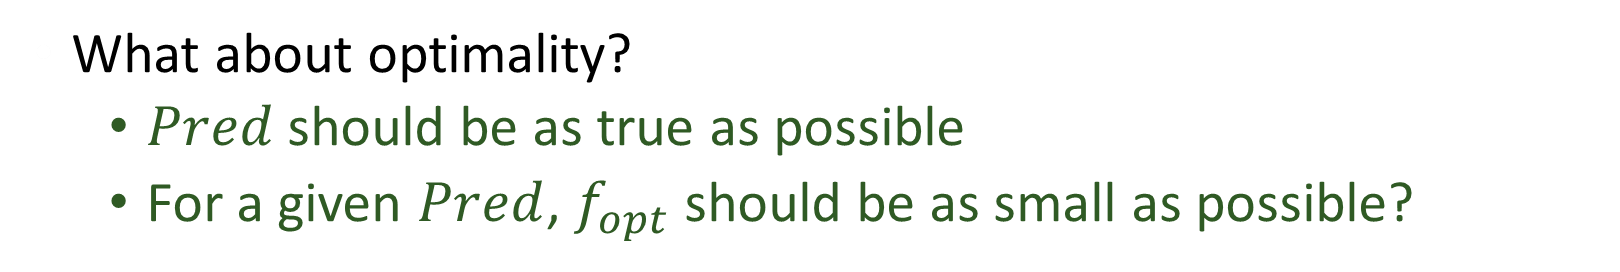 What about optimality?
• Pred should be as true as possible
• For a given Pred, f_opt should be as small as possible?